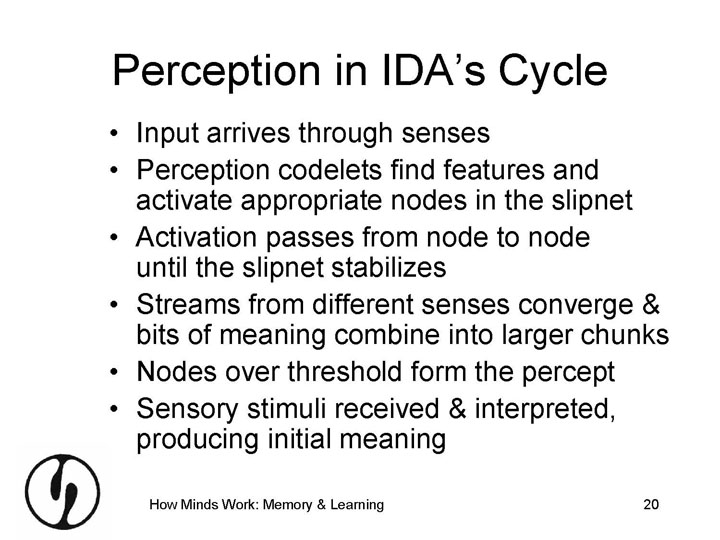 Perception in IDA’s Cycle
• Input arrives through senses
• Perception codelets find features and
activate appropriate nodes in the slipnet
• Activation passes from node to node
until the slipnet stabilizes
• Streams from different senses converge &
bits of meaning combine into larger chunks
• Nodes over threshold form the percept
• Sensory stimuli received & interpreted,
producing initial meaning
How Minds Work: Memory & Learning
20